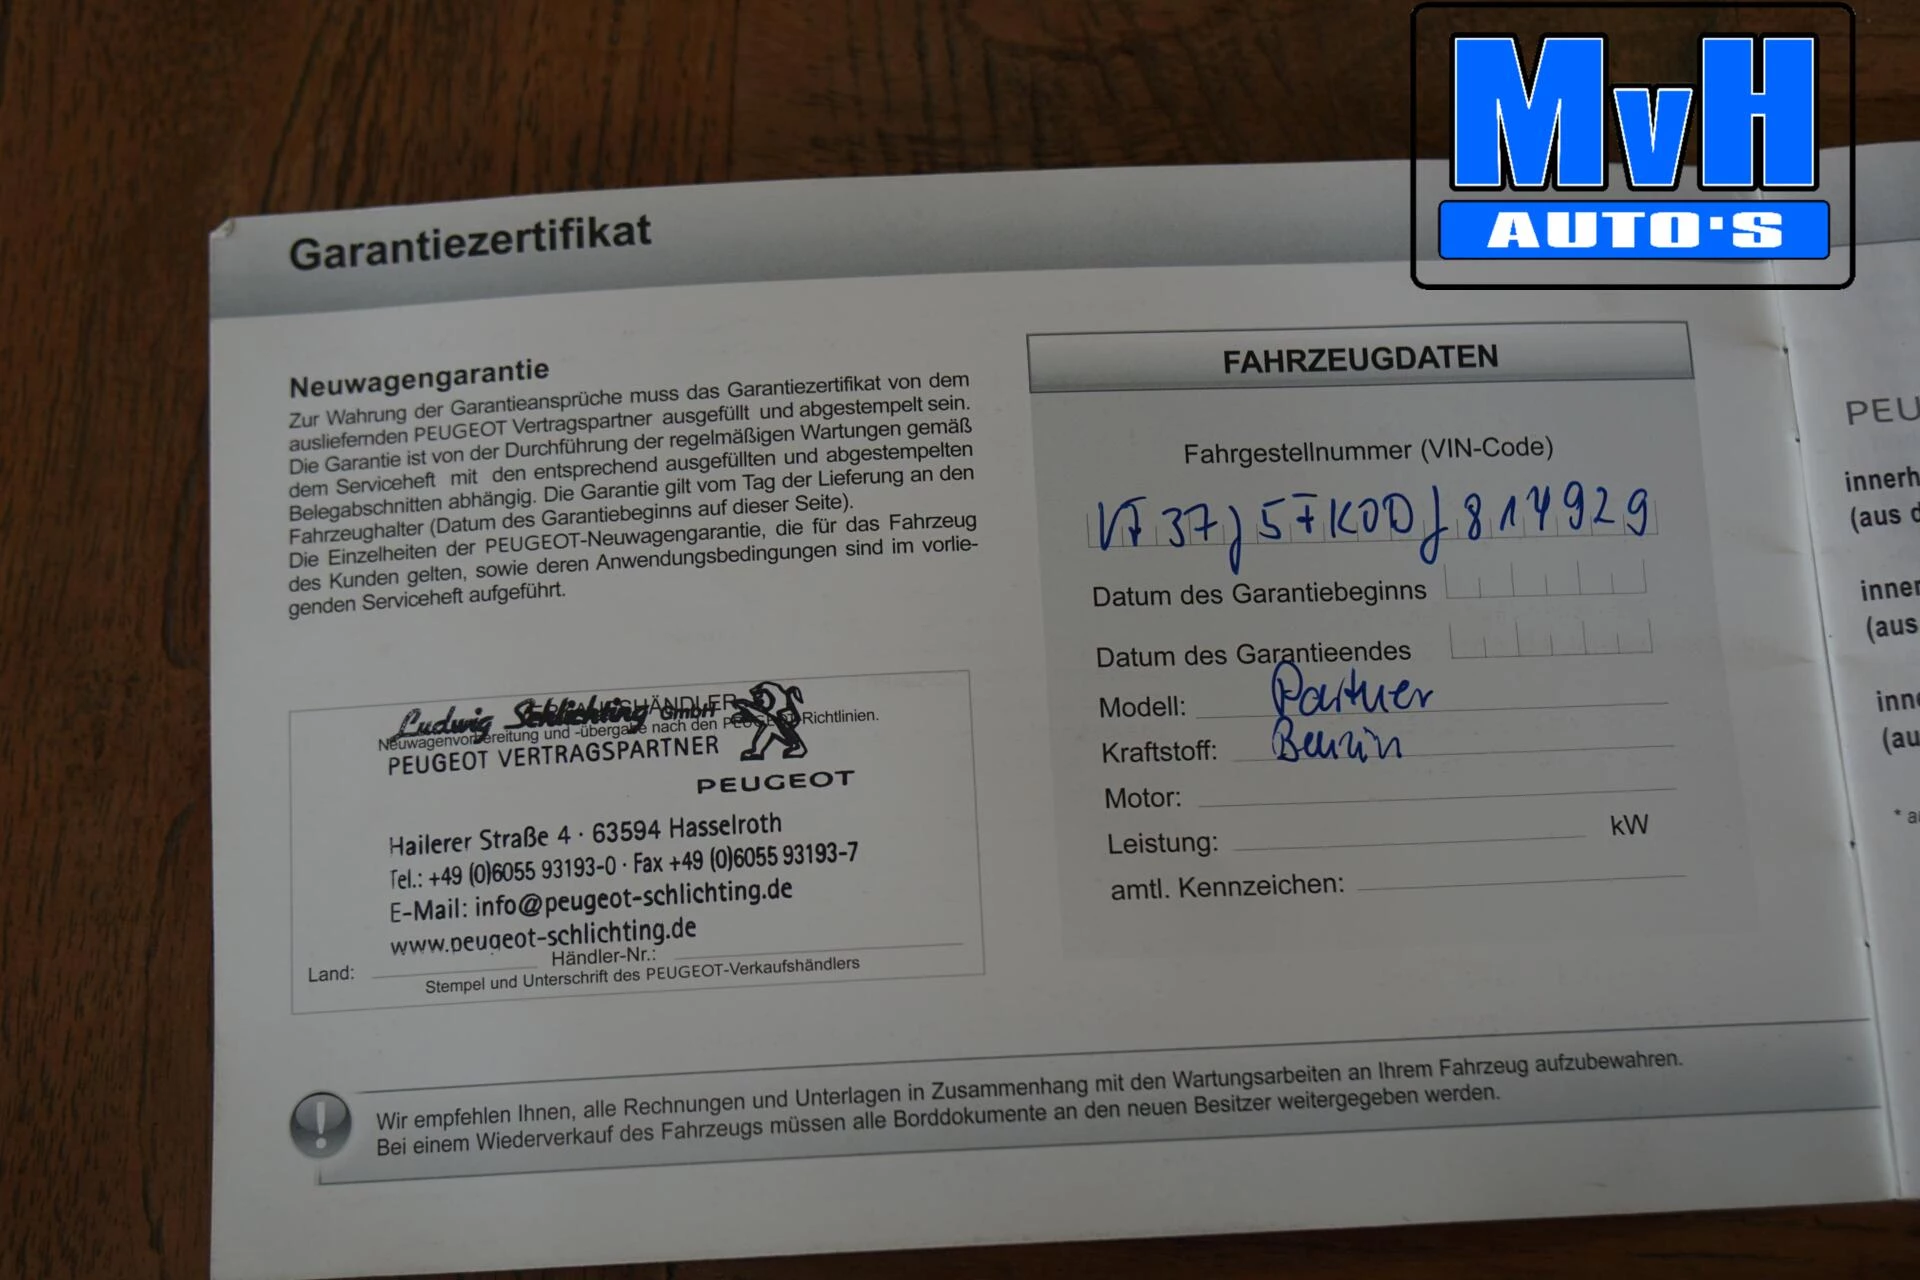 MvH
AUTO'S
Garantiezertifikat
Neuwagengarantie
Zur Wahrung der Garantieansprüche muss das Garantiezertifikat von dem
ausliefernden PEUGEOT Vertragspartner ausgefüllt und abgestempelt sein.
Die Garantie ist von der Durchführung der regelmäßigen Wartungen gemäß
dem Serviceheft mit den entsprechend ausgefüllten und abgestempelten
Belegabschnitten abhängig. Die Garantie gilt vom Tag der Lieferung an den
Fahrzeughalter (Datum des Garantiebeginns auf dieser Seite).
Die Einzelheiten der PEUGEOT-Neuwagengarantie, die für das Fahrzeug
des Kunden gelten, sowie deren Anwendungsbedingungen sind im vorlie-
genden Serviceheft aufgeführt.
Ludwig Schlichting GmbH
Neuwagenvorbereitung und -übergabe nach den PEUGEOT-Richtlinien.
PEUGEOT VERTRAGSPARTNER
PEUGEOT
Hailerer Straße 4 · 63594 Hasselroth
Tel.: +49 (0)6055 93193-0 · Fax +49 (0)6055 93193-7
E-Mail: info@peugeot-schlichting.de
www.peugeot-schlichting.de
Land: Händler-Nr.:
Stempel und Unterschrift des PEUGEOT-Verkaufshändlers
FAHRZEUGDATEN
Fahrgestellnummer (VIN-Code)
VF37J5FK0DJ814929
Datum des Garantiebeginns
Datum des Garantieendes
Modell: Partner
Kraftstoff: Benzin
Motor:
Leistung: kW
amtl. Kennzeichen:
Wir empfehlen Ihnen, alle Rechnungen und Unterlagen in Zusammenhang mit den Wartungsarbeiten an Ihrem Fahrzeug aufzubewahren.
Bei einem Wiederverkauf des Fahrzeugs müssen alle Borddokumente an den neuen Besitzer weitergegeben werden.
PEU
innerh
(aus d
inner
(aus
inne
(au
* a